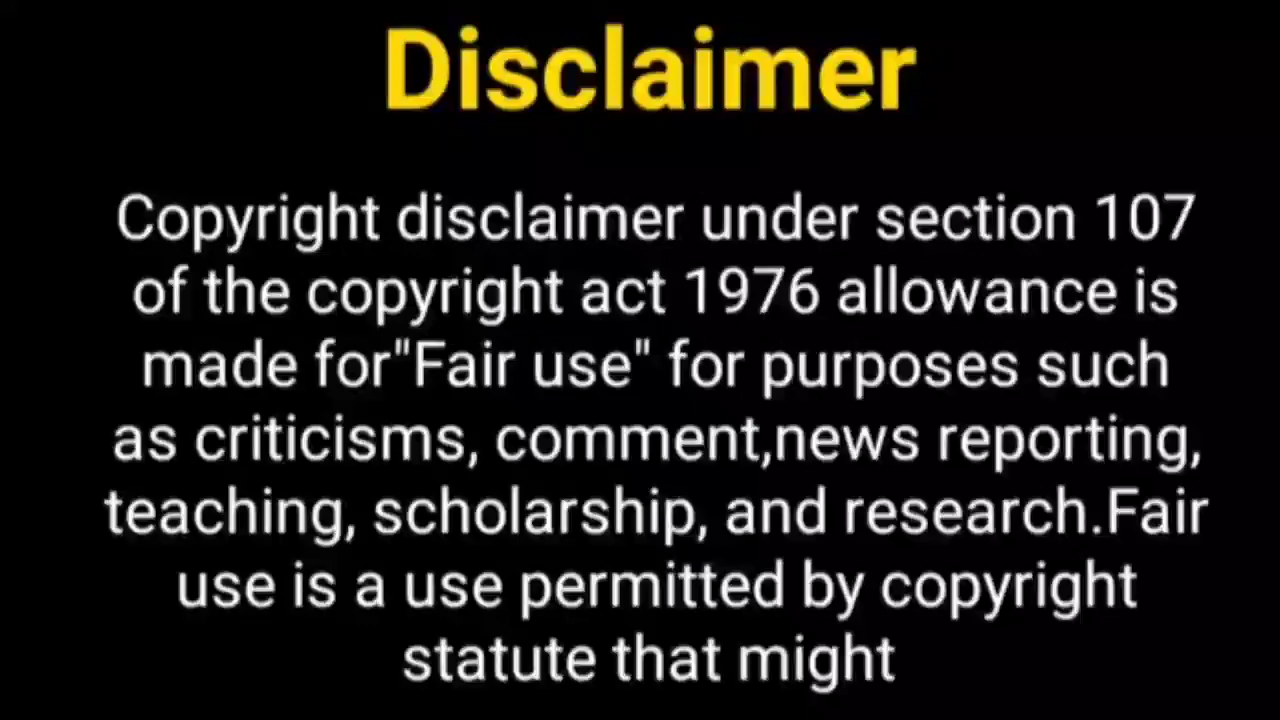 Disclaimer
Copyright disclaimer under section 107
of the copyright act 1976 allowance is
made for"Fair use" for purposes such
as criticisms, comment,news reporting,
teaching, scholarship, and research.Fair
use is a use permitted by copyright
statute that might